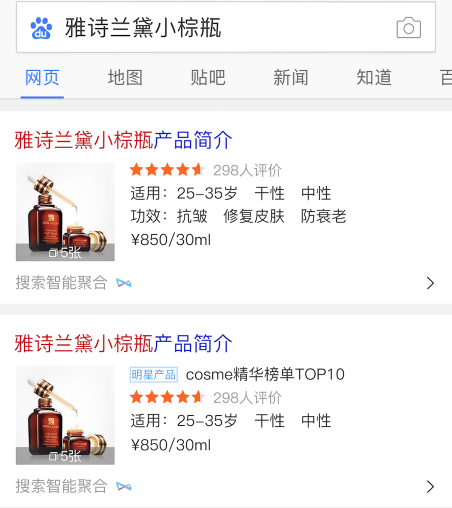 du 雅诗兰黛小棕瓶
网页 地图 贴吧 新闻 知道 百
雅诗兰黛小棕瓶产品简介
298人评价
适用：25-35岁 干性 中性
功效：抗皱 修复皮肤 防衰老
¥850/30ml
5张
搜索智能聚合
雅诗兰黛小棕瓶产品简介
明星产品 cosme精华榜单TOP10
298人评价
适用：25-35岁 干性 中性
¥850/30ml
5张
搜索智能聚合